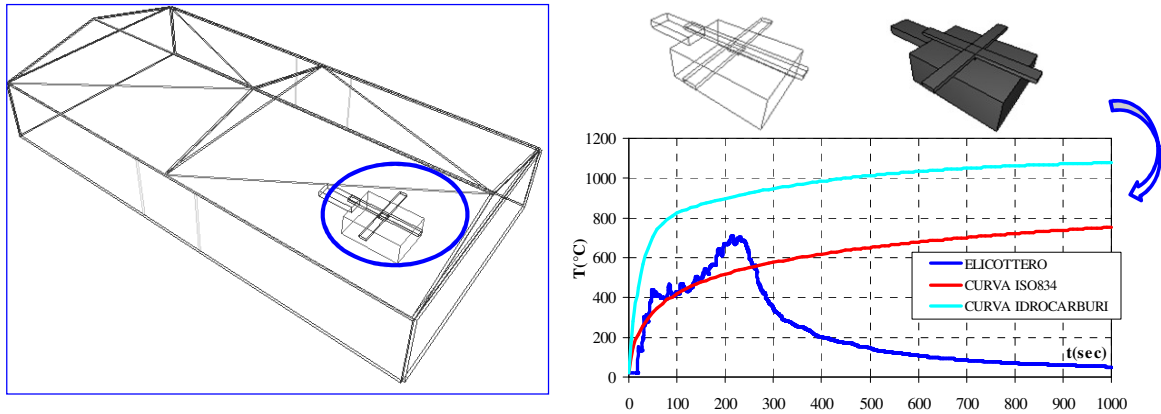 1200
1000
800
600
400
200
0
T(°C)
ELICOTTERO
CURVA ISO834
CURVA IDROCARBURI
t(sec)
0 100 200 300 400 500 600 700 800 900 1000